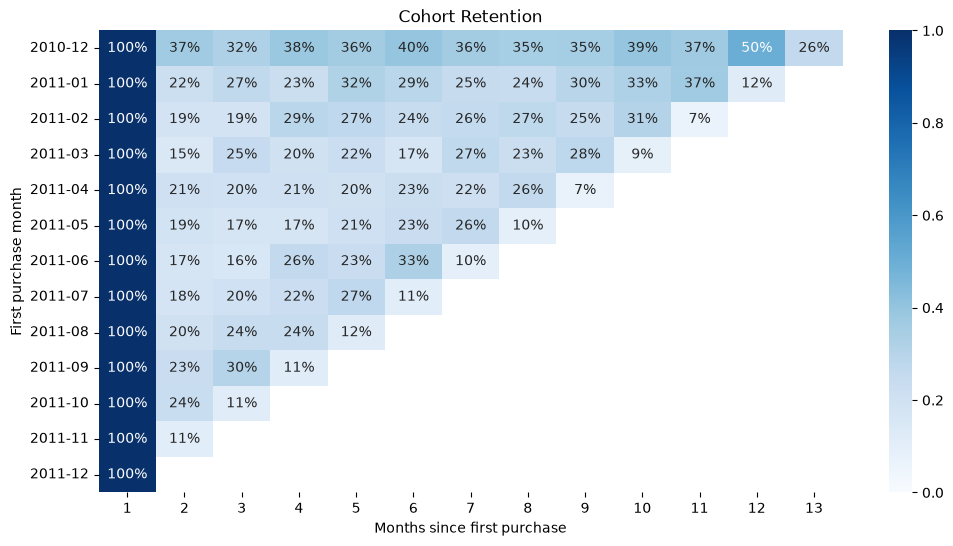 Cohort Retention
First purchase month
2010-12 100% 37% 32% 38% 36% 40% 36% 35% 35% 39% 37% 50% 26%
2011-01 100% 22% 27% 23% 32% 29% 25% 24% 30% 33% 37% 12%
2011-02 100% 19% 19% 29% 27% 24% 26% 27% 25% 31% 7%
2011-03 100% 15% 25% 20% 22% 17% 27% 23% 28% 9%
2011-04 100% 21% 20% 21% 20% 23% 22% 26% 7%
2011-05 100% 19% 17% 17% 21% 23% 26% 10%
2011-06 100% 17% 16% 26% 23% 33% 10%
2011-07 100% 18% 20% 22% 27% 11%
2011-08 100% 20% 24% 24% 12%
2011-09 100% 23% 30% 11%
2011-10 100% 24% 11%
2011-11 100% 11%
2011-12 100%
1 2 3 4 5 6 7 8 9 10 11 12 13
Months since first purchase
1.0
0.8
0.6
0.4
0.2
0.0